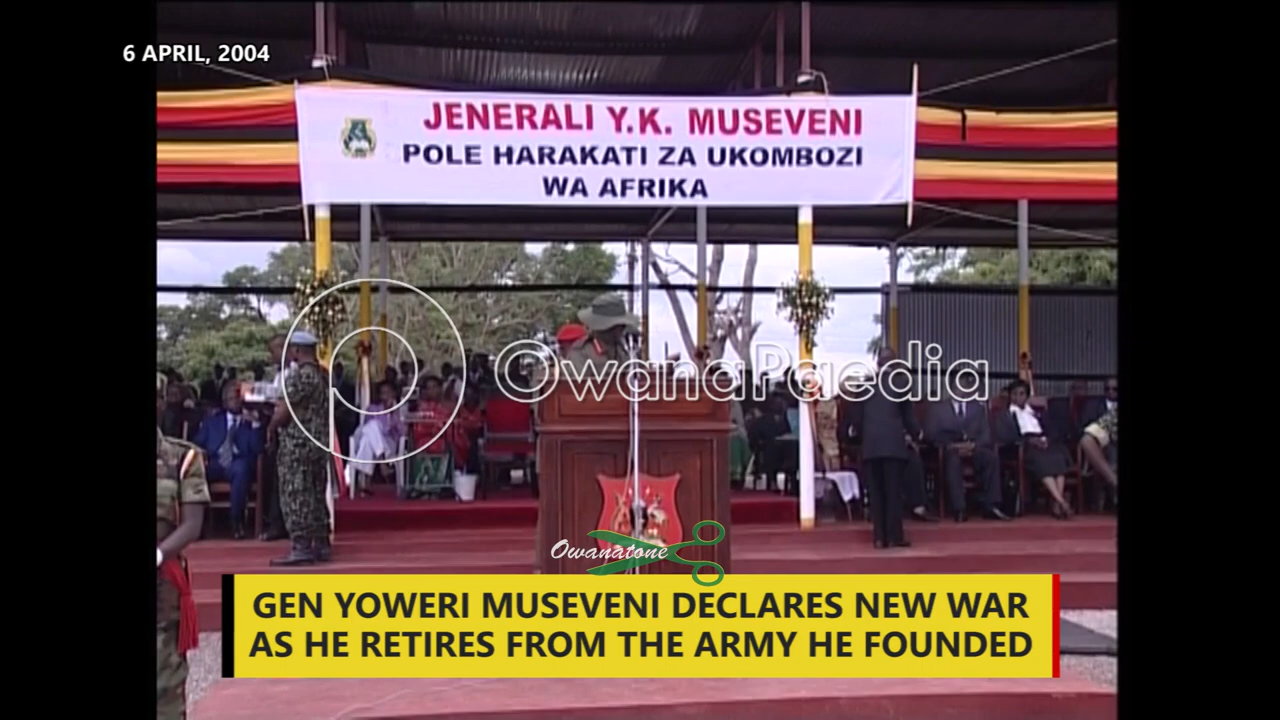 6 APRIL, 2004
JENERALI Y.K. MUSEVENI
POLE HARAKATI ZA UKOMBOZI
WA AFRIKA
OwanaPaedia
Owanatone
GEN YOWERI MUSEVENI DECLARES NEW WAR
AS HE RETIRES FROM THE ARMY HE FOUNDED